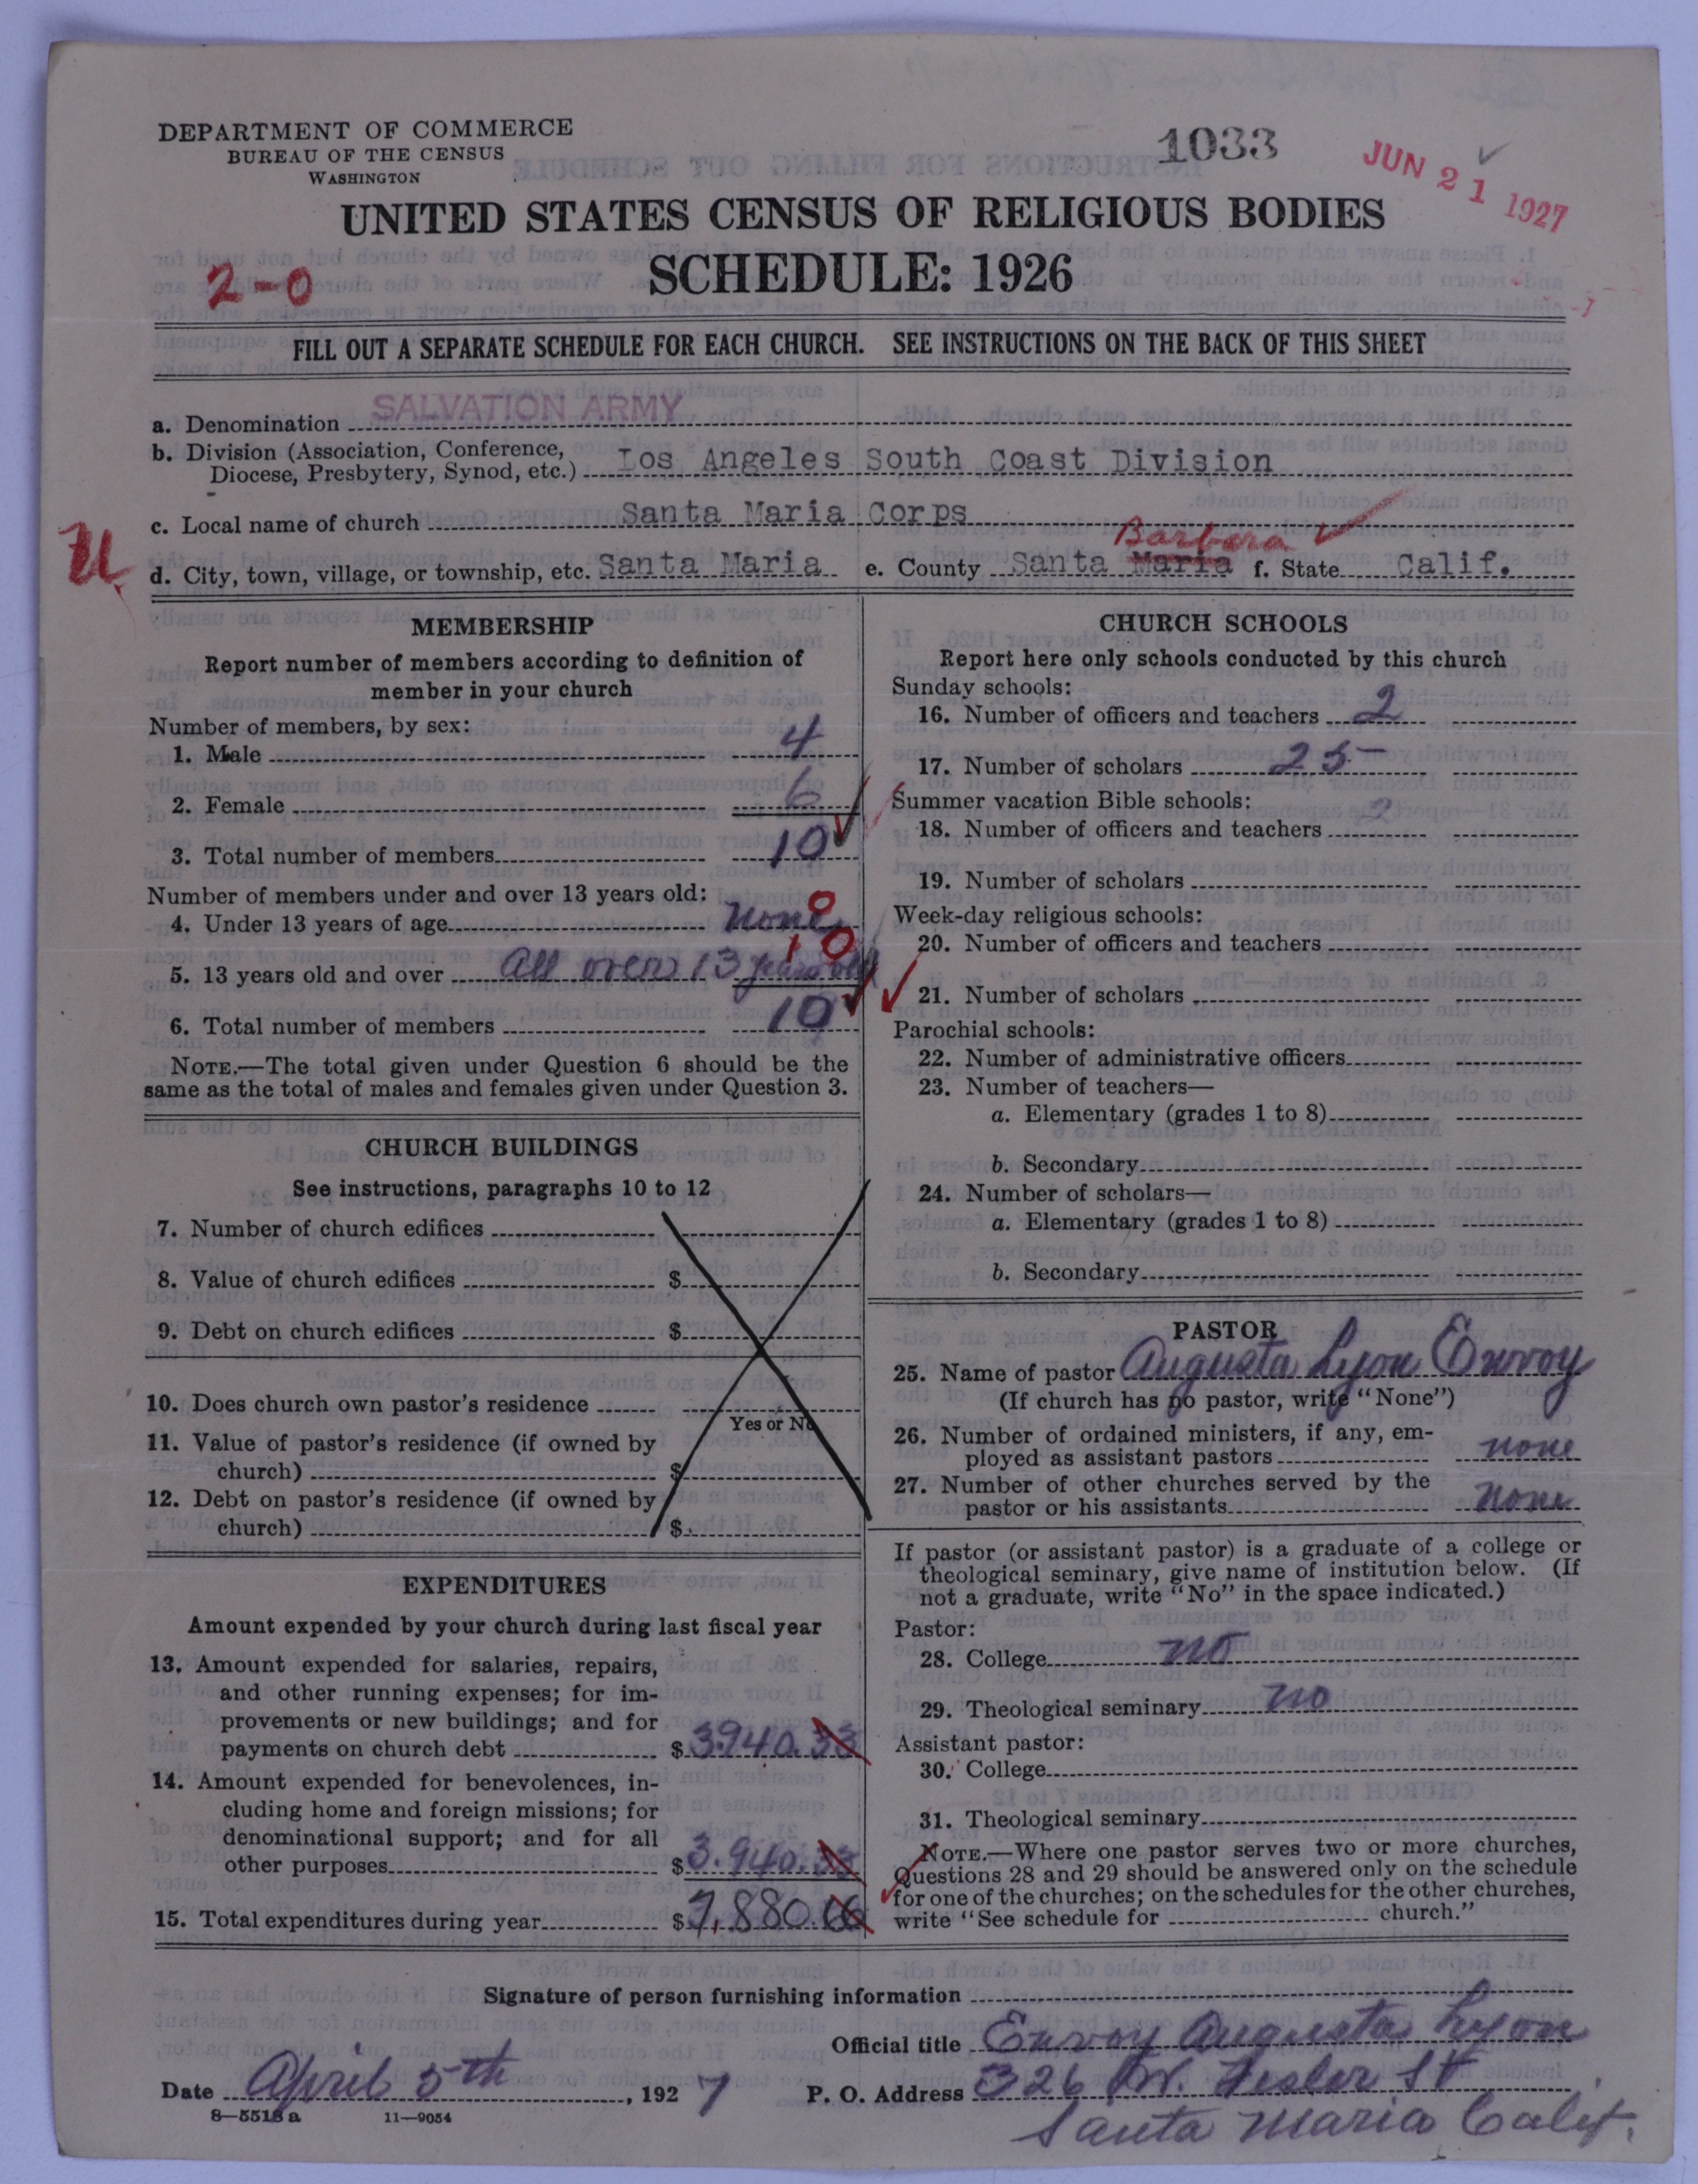 DEPARTMENT OF COMMERCE
BUREAU OF THE CENSUS
WASHINGTON
1033
JUN 21 1927
UNITED STATES CENSUS OF RELIGIOUS BODIES
2-0
SCHEDULE: 1926
FILL OUT A SEPARATE SCHEDULE FOR EACH CHURCH. SEE INSTRUCTIONS ON THE BACK OF THIS SHEET
a. Denomination SALVATION ARMY
b. Division (Association, Conference,
Diocese, Presbytery, Synod, etc.) Los Angeles South Coast Division
c. Local name of church Santa Maria Corps
Barbara
d. City, town, village, or township, etc. Santa Maria e. County Santa Maria f. State Calif.
MEMBERSHIP
Report number of members according to definition of
member in your church
Number of members, by sex:
1. Male 4
2. Female 6
3. Total number of members 10
Number of members under and over 13 years old:
4. Under 13 years of age None 0
10
5. 13 years old and over All over 13 years old
6. Total number of members 10
NOTE.—The total given under Question 6 should be the
same as the total of males and females given under Question 3.
CHURCH BUILDINGS
See instructions, paragraphs 10 to 12
7. Number of church edifices
8. Value of church edifices $
9. Debt on church edifices $
10. Does church own pastor's residence
Yes or No
11. Value of pastor's residence (if owned by
church) $
12. Debt on pastor's residence (if owned by
church) $
EXPENDITURES
Amount expended by your church during last fiscal year
13. Amount expended for salaries, repairs,
and other running expenses; for im-
provements or new buildings; and for
payments on church debt $ 3940.33
14. Amount expended for benevolences, in-
cluding home and foreign missions; for
denominational support; and for all
other purposes $ 3.940.33
15. Total expenditures during year $ 7,880.66
CHURCH SCHOOLS
Report here only schools conducted by this church
Sunday schools:
16. Number of officers and teachers 2
17. Number of scholars 25
Summer vacation Bible schools:
18. Number of officers and teachers
19. Number of scholars
Week-day religious schools:
20. Number of officers and teachers
21. Number of scholars
Parochial schools:
22. Number of administrative officers
23. Number of teachers—
a. Elementary (grades 1 to 8)
b. Secondary
24. Number of scholars—
a. Elementary (grades 1 to 8)
b. Secondary
PASTOR
25. Name of pastor Augusta Lyon Envoy
(If church has no pastor, write "None")
26. Number of ordained ministers, if any, em-
ployed as assistant pastors none
27. Number of other churches served by the
pastor or his assistants none
If pastor (or assistant pastor) is a graduate of a college or
theological seminary, give name of institution below. (If
not a graduate, write "No" in the space indicated.)
Pastor:
28. College no
29. Theological seminary no
Assistant pastor:
30. College
31. Theological seminary
NOTE.—Where one pastor serves two or more churches,
Questions 28 and 29 should be answered only on the schedule
for one of the churches; on the schedules for the other churches,
write "See schedule for church."
Signature of person furnishing information
Official title Envoy Augusta Lyon
Date April 5th, 1927 P. O. Address 326 W. Fesler St
Santa Maria Calif.
8—5518 a 11—9054